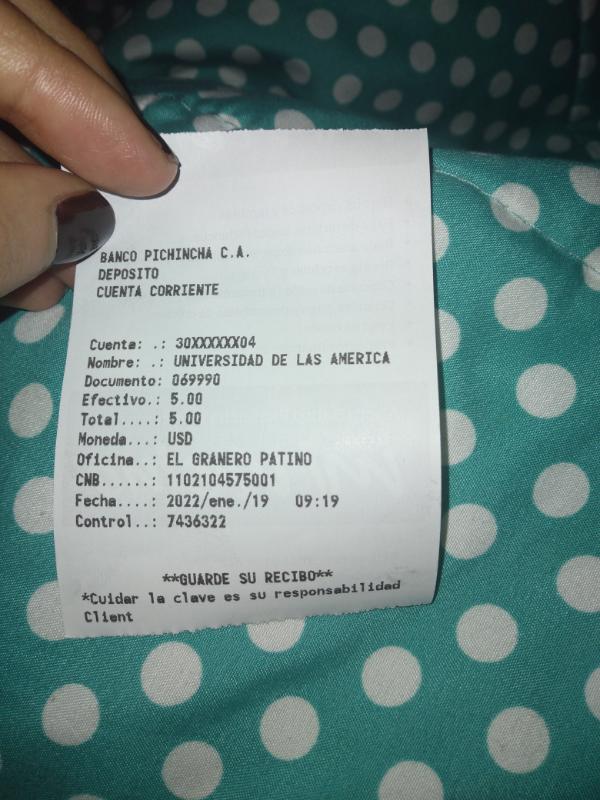 BANCO PICHINCHA C.A.
DEPOSITO
CUENTA CORRIENTE
Cuenta: .: 30XXXXXX04
Nombre: .: UNIVERSIDAD DE LAS AMERICA
Documento: 069990
Efectivo.: 5.00
Total....: 5.00
Moneda...: USD
Oficina..: EL GRANERO PATINO
CNB......: 1102104575001
Fecha....: 2022/ene./19 09:19
Control..: 7436322
**GUARDE SU RECIBO**
*Cuidar la clave es su responsabilidad
Client